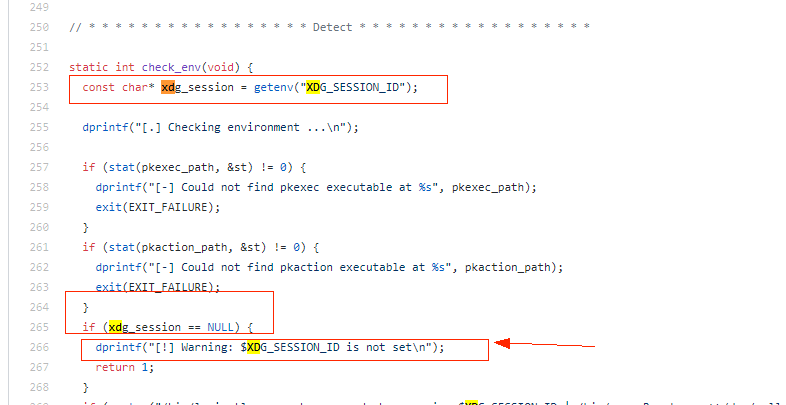 249
250 // * * * * * * * * * * * * * * * * * Detect * * * * * * * * * * * * * * * * * *
251
252 static int check_env(void) {
253 const char* xdg_session = getenv("XDG_SESSION_ID");
254
255 dprintf("[.] Checking environment ...\n");
256
257 if (stat(pkexec_path, &st) != 0) {
258 dprintf("[-] Could not find pkexec executable at %s", pkexec_path);
259 exit(EXIT_FAILURE);
260 }
261 if (stat(pkaction_path, &st) != 0) {
262 dprintf("[-] Could not find pkaction executable at %s", pkaction_path);
263 exit(EXIT_FAILURE);
264 }
265 if (xdg_session == NULL) {
266 dprintf("[!] Warning: $XDG_SESSION_ID is not set\n");
267 return 1;
268 }